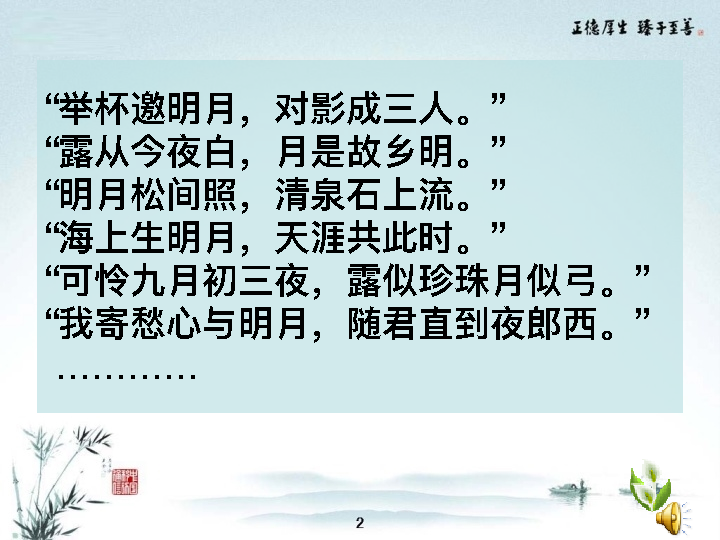 正德厚生 臻于至善
“举杯邀明月，对影成三人。”
“露从今夜白，月是故乡明。”
“明月松间照，清泉石上流。”
“海上生明月，天涯共此时。”
“可怜九月初三夜，露似珍珠月似弓。”
“我寄愁心与明月，随君直到夜郎西。”
…………
2